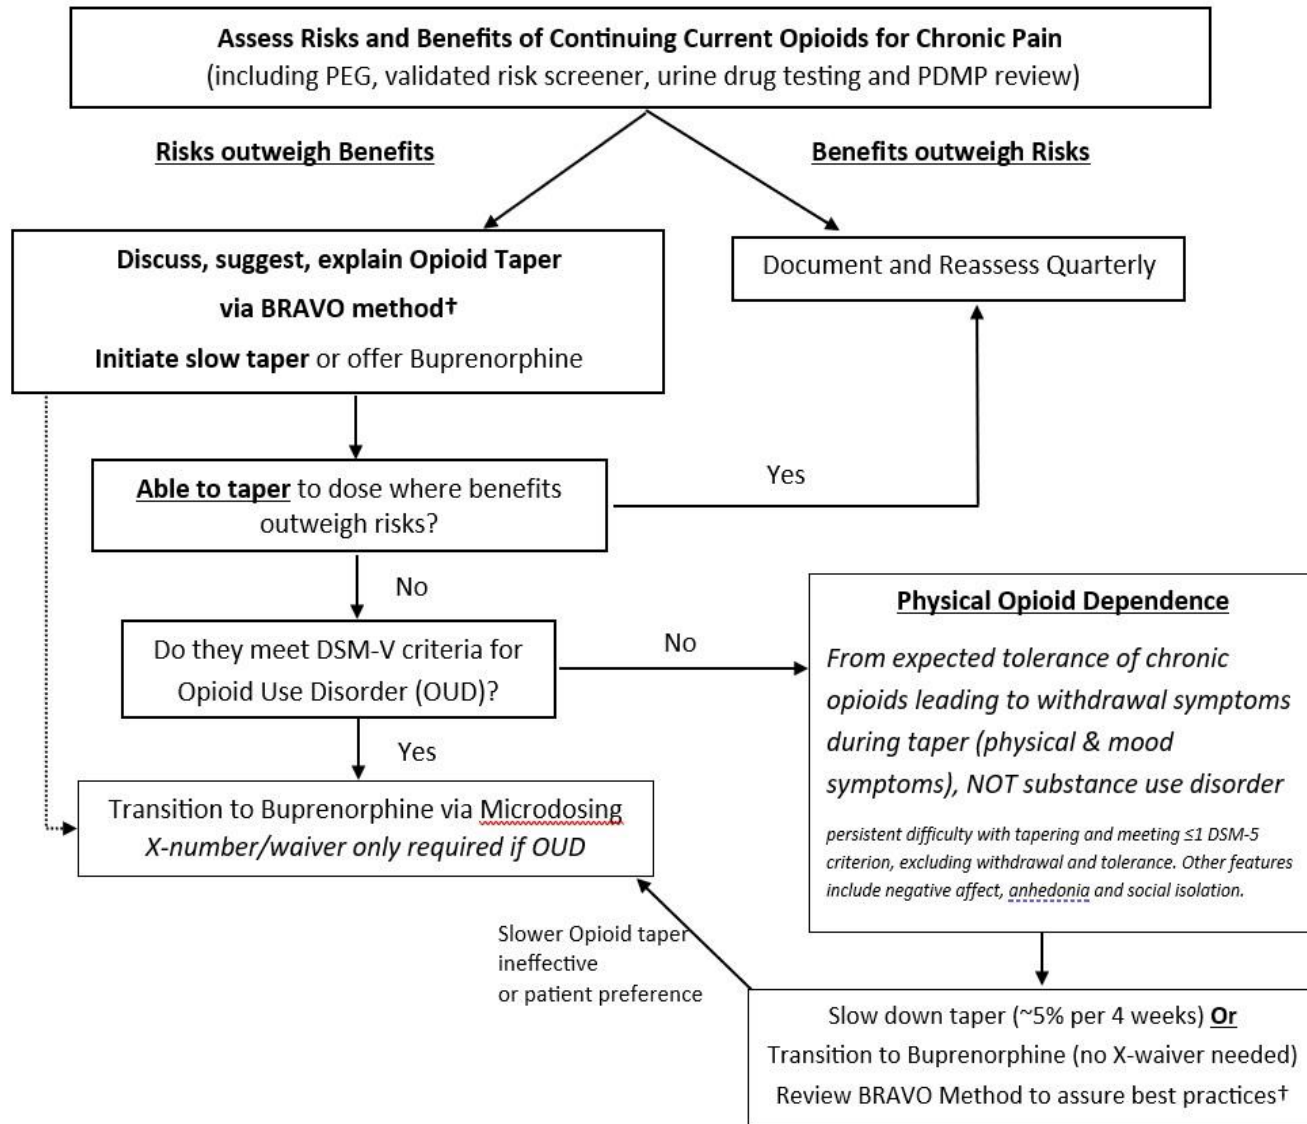 Assess Risks and Benefits of Continuing Current Opioids for Chronic Pain
(including PEG, validated risk screener, urine drug testing and PDMP review)
Risks outweigh Benefits
Benefits outweigh Risks
Discuss, suggest, explain Opioid Taper
via BRAVO method†
Initiate slow taper or offer Buprenorphine
Document and Reassess Quarterly
Able to taper to dose where benefits
outweigh risks?
Yes
No
Do they meet DSM-V criteria for
Opioid Use Disorder (OUD)?
No
Yes
Transition to Buprenorphine via Microdosing
X-number/waiver only required if OUD
Physical Opioid Dependence
From expected tolerance of chronic
opioids leading to withdrawal symptoms
during taper (physical & mood
symptoms), NOT substance use disorder
persistent difficulty with tapering and meeting ≤1 DSM-5
criterion, excluding withdrawal and tolerance. Other features
include negative affect, anhedonia and social isolation.
Slower Opioid taper
ineffective
or patient preference
Slow down taper (~5% per 4 weeks) Or
Transition to Buprenorphine (no X-waiver needed)
Review BRAVO Method to assure best practices†